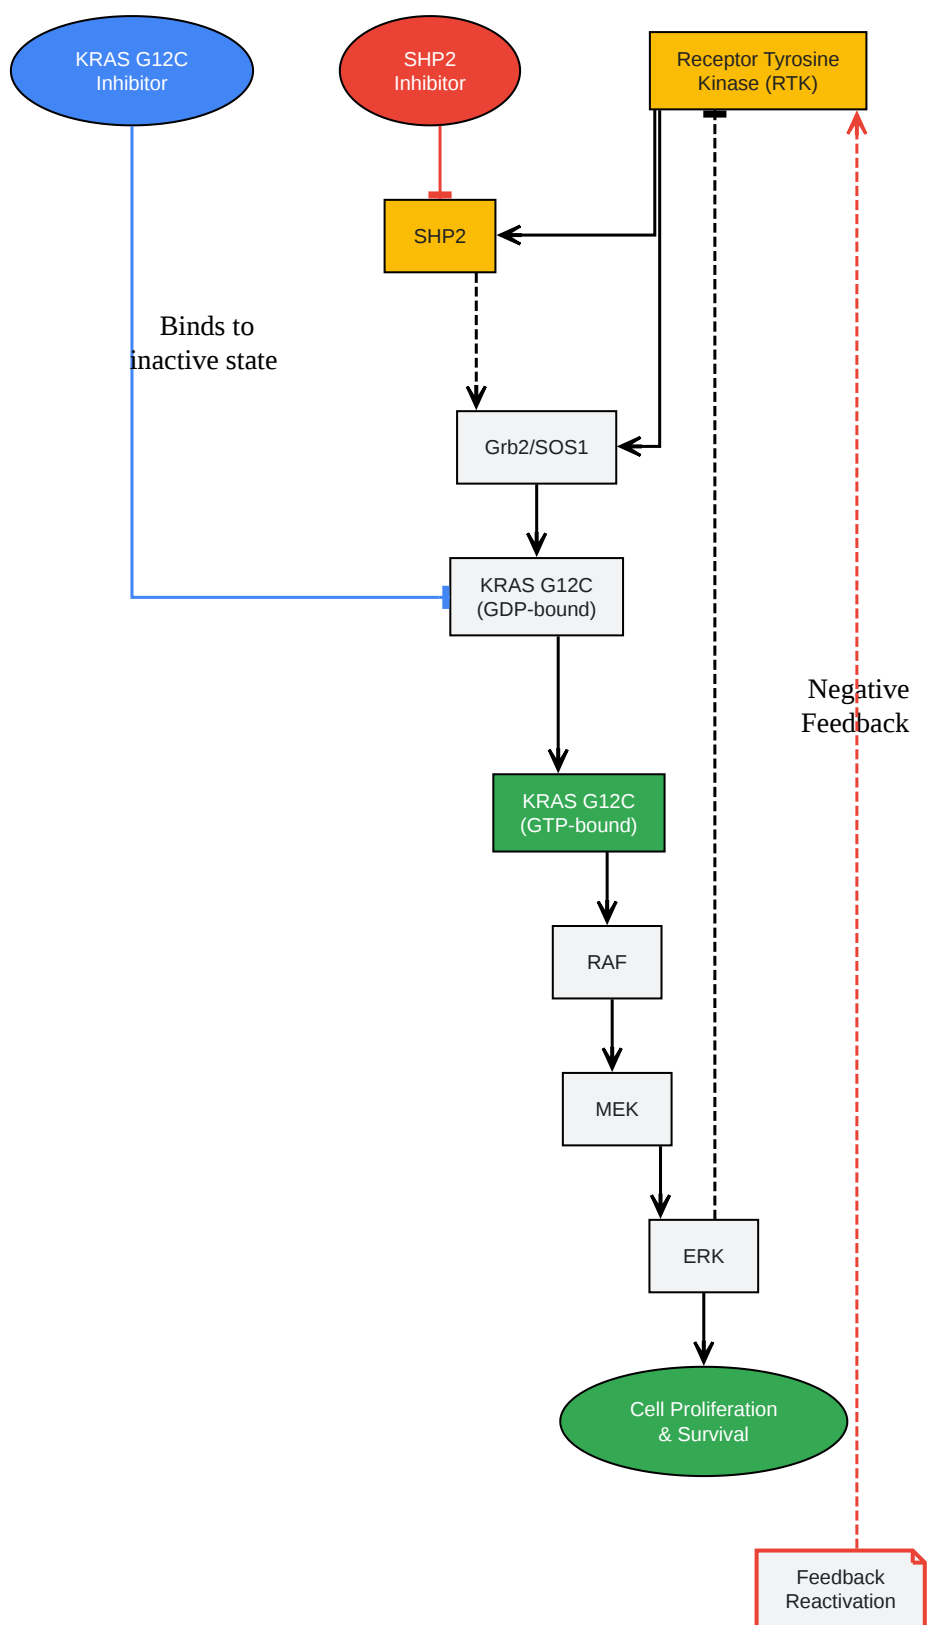 KRAS G12C
Inhibitor
SHP2
Inhibitor
Receptor Tyrosine
Kinase (RTK)
SHP2
Binds to
inactive state
Grb2/SOS1
KRAS G12C
(GDP-bound)
Negative
Feedback
KRAS G12C
(GTP-bound)
RAF
MEK
ERK
Cell Proliferation
& Survival
Feedback
Reactivation